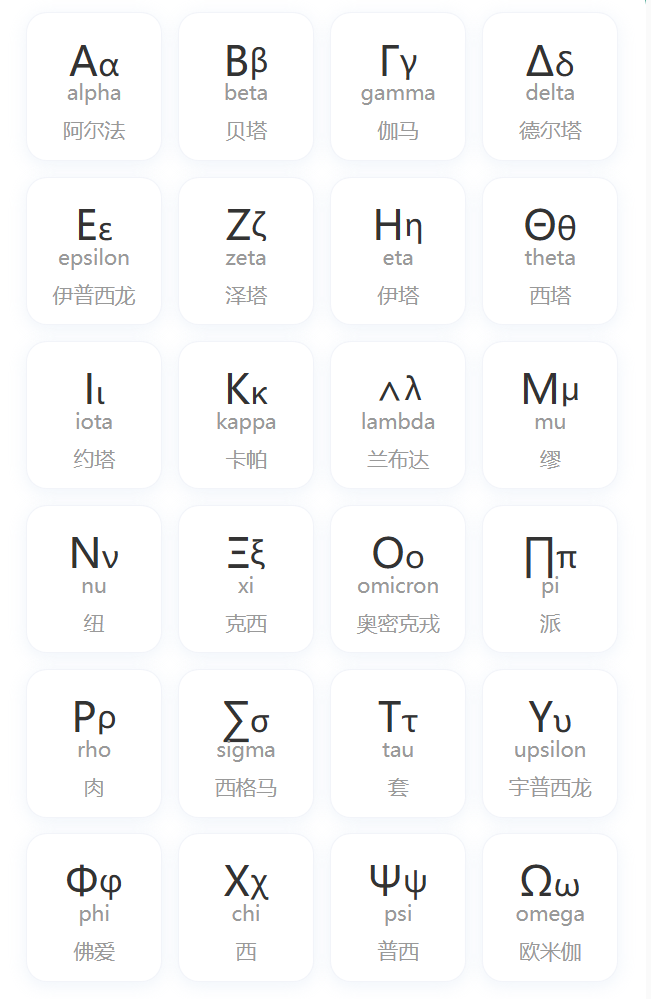 Αα
alpha
阿尔法
Ββ
beta
贝塔
Γγ
gamma
伽马
Δδ
delta
德尔塔
Εε
epsilon
伊普西龙
Ζζ
zeta
泽塔
Ηη
eta
伊塔
Θθ
theta
西塔
Ιι
iota
约塔
Κκ
kappa
卡帕
∧λ
lambda
兰布达
Μμ
mu
缪
Νν
nu
纽
Ξξ
xi
克西
Οο
omicron
奥密克戎
∏π
pi
派
Ρρ
rho
肉
∑σ
sigma
西格马
Ττ
tau
套
Υυ
upsilon
宇普西龙
Φφ
phi
佛爱
Χχ
chi
西
Ψψ
psi
普西
Ωω
omega
欧米伽